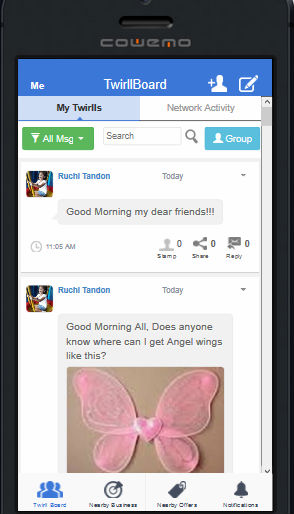 cowemo
Me TwirllBoard
My Twirlls Network Activity
All Msg Search Group
Ruchi Tandon Today
Good Morning my dear friends!!!
11:05 AM 0 0 0
Stamp Share Reply
Ruchi Tandon Today
Good Morning All, Does anyone
know where can I get Angel wings
like this?
Twirll Board Nearby Business Nearby Offers Notifications